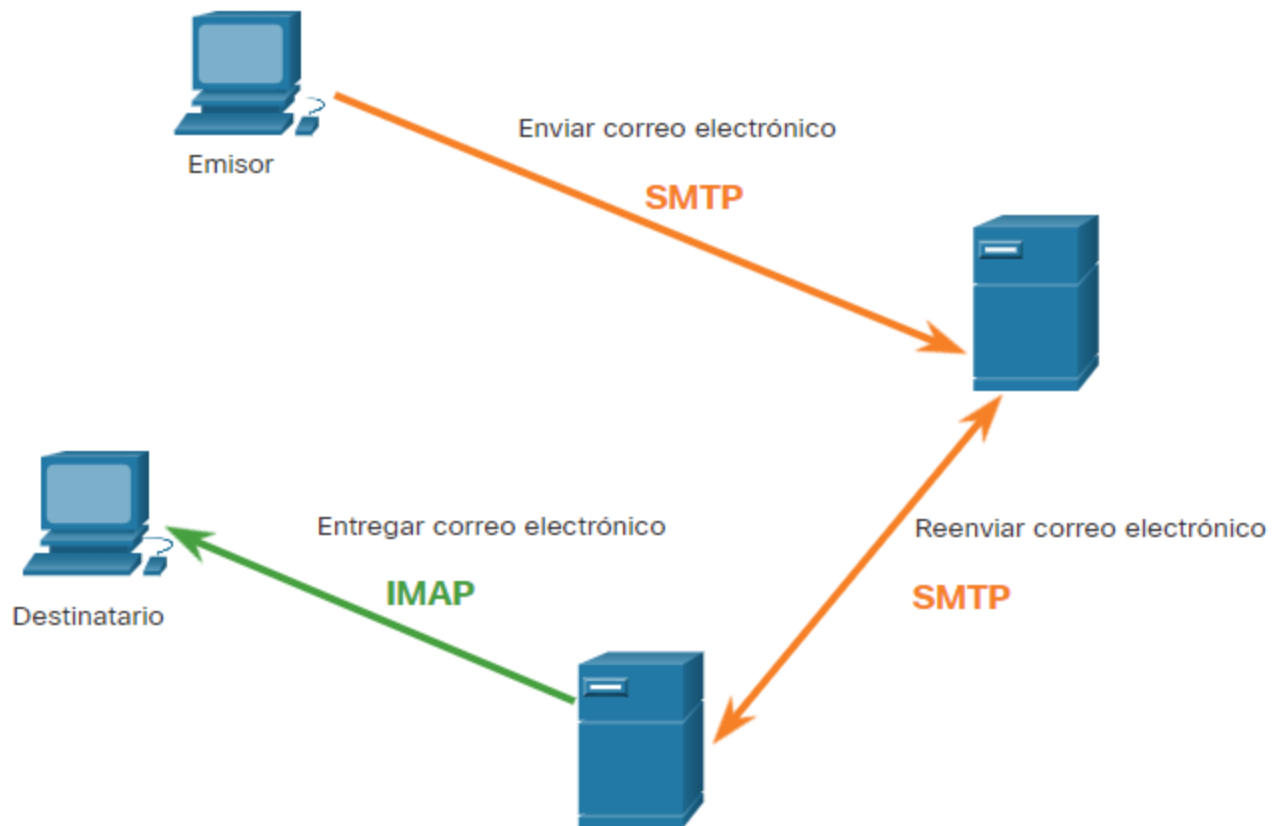 Emisor
Enviar correo electrónico
SMTP
Entregar correo electrónico
IMAP
Reenviar correo electrónico
SMTP
Destinatario